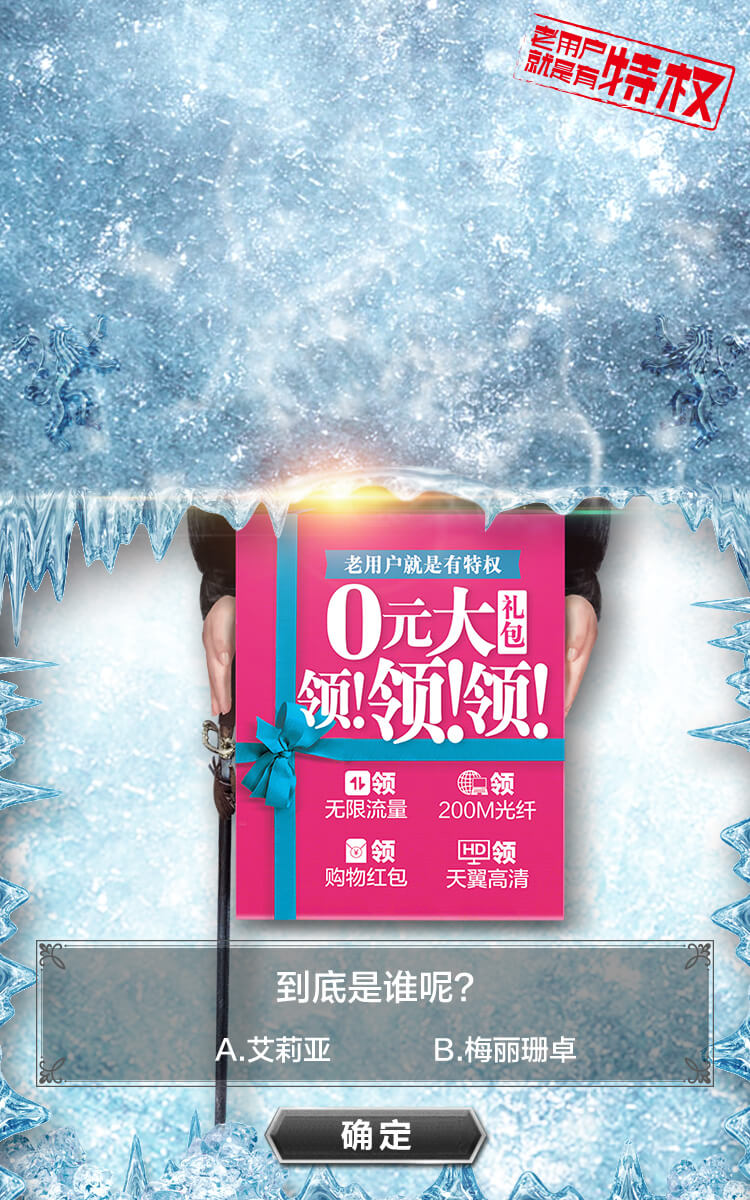 老用户
就是有特权
老用户就是有特权
0元大礼包
领!领!领!
领 领
无限流量 200M光纤
¥领 HD领
购物红包 天翼高清
到底是谁呢?
A.艾莉亚 B.梅丽珊卓
确定